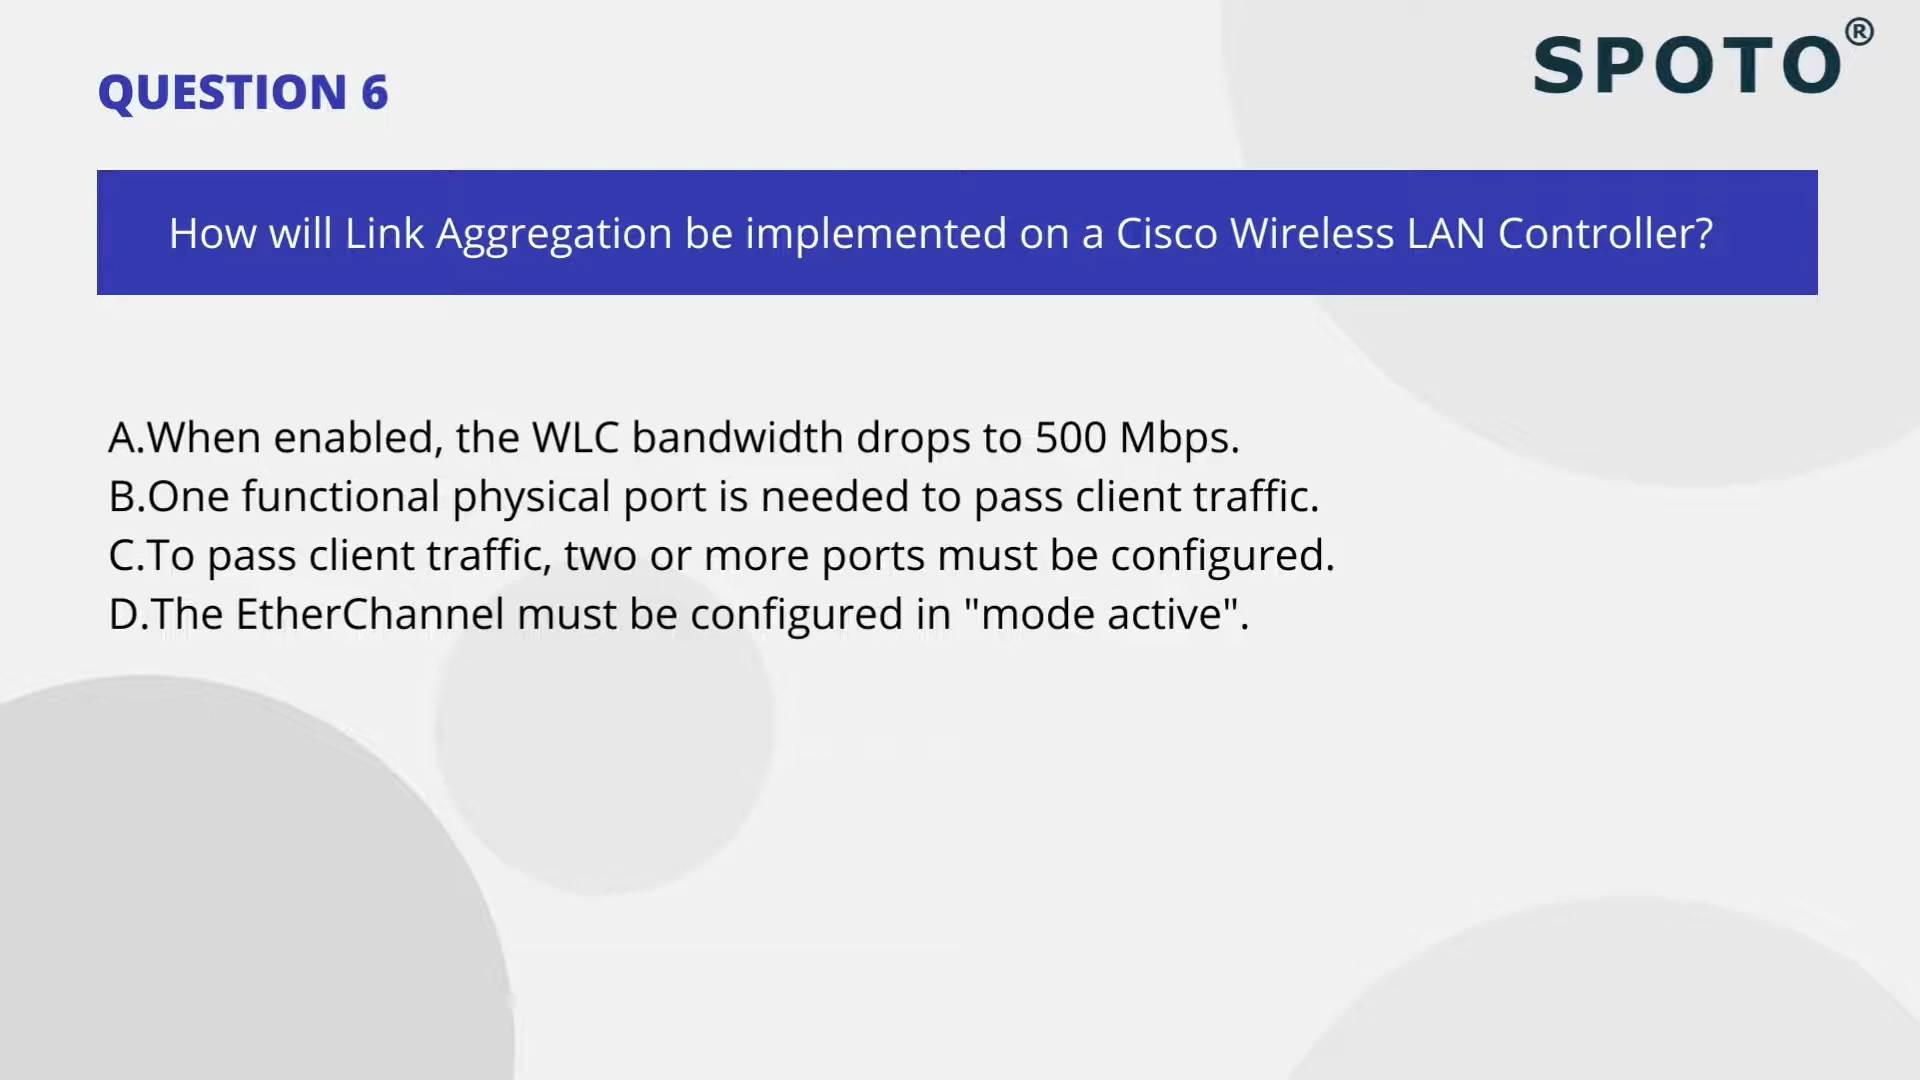 SPOTO®
QUESTION 6
How will Link Aggregation be implemented on a Cisco Wireless LAN Controller?
A.When enabled, the WLC bandwidth drops to 500 Mbps.
B.One functional physical port is needed to pass client traffic.
C.To pass client traffic, two or more ports must be configured.
D.The EtherChannel must be configured in "mode active".